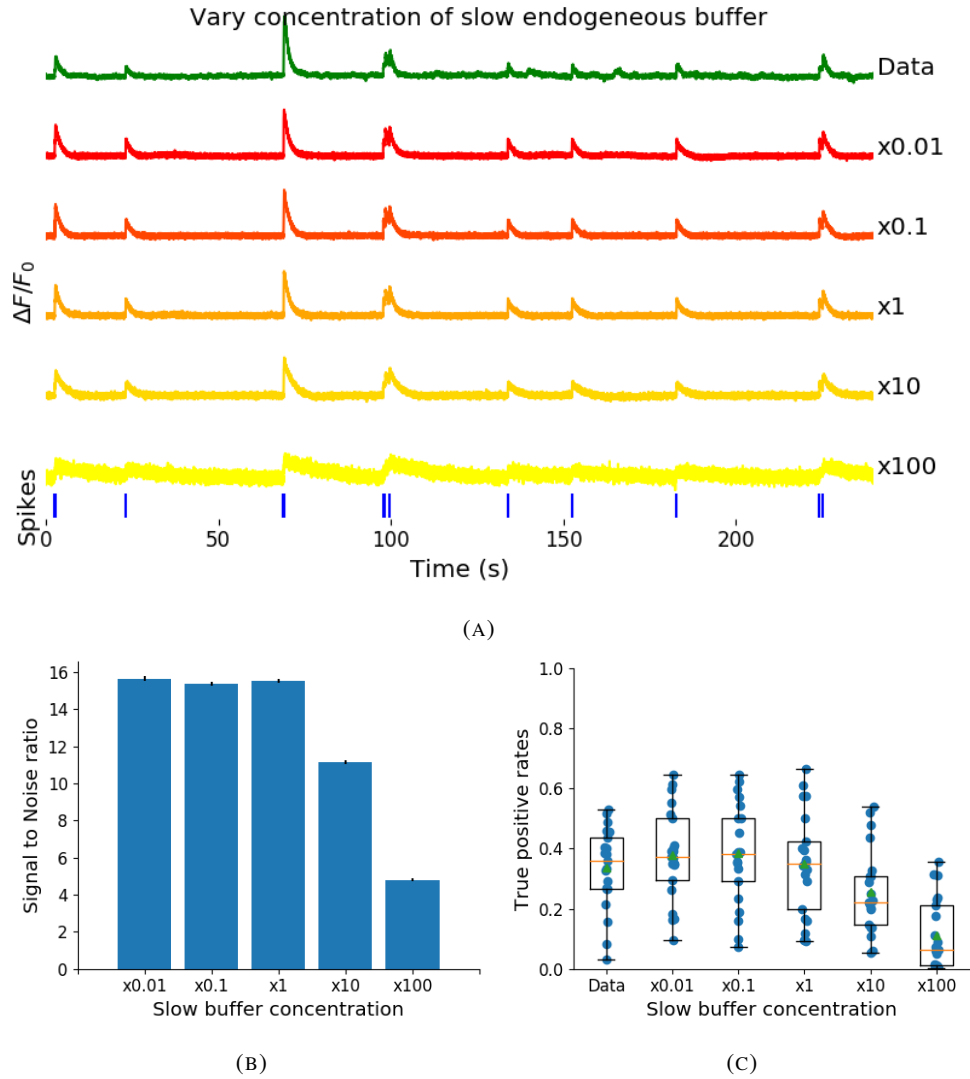 Vary concentration of slow endogeneous buffer
Data
x0.01
x0.1
x1
x10
x100
ΔF/F0
Spikes
0 50 100 150 200
Time (s)
(A)
16
14
12
10
8
6
4
2
0
Signal to Noise ratio
x0.01 x0.1 x1 x10 x100
Slow buffer concentration
(B)
1.0
0.8
0.6
0.4
0.2
0.0
True positive rates
Data x0.01 x0.1 x1 x10 x100
Slow buffer concentration
(C)